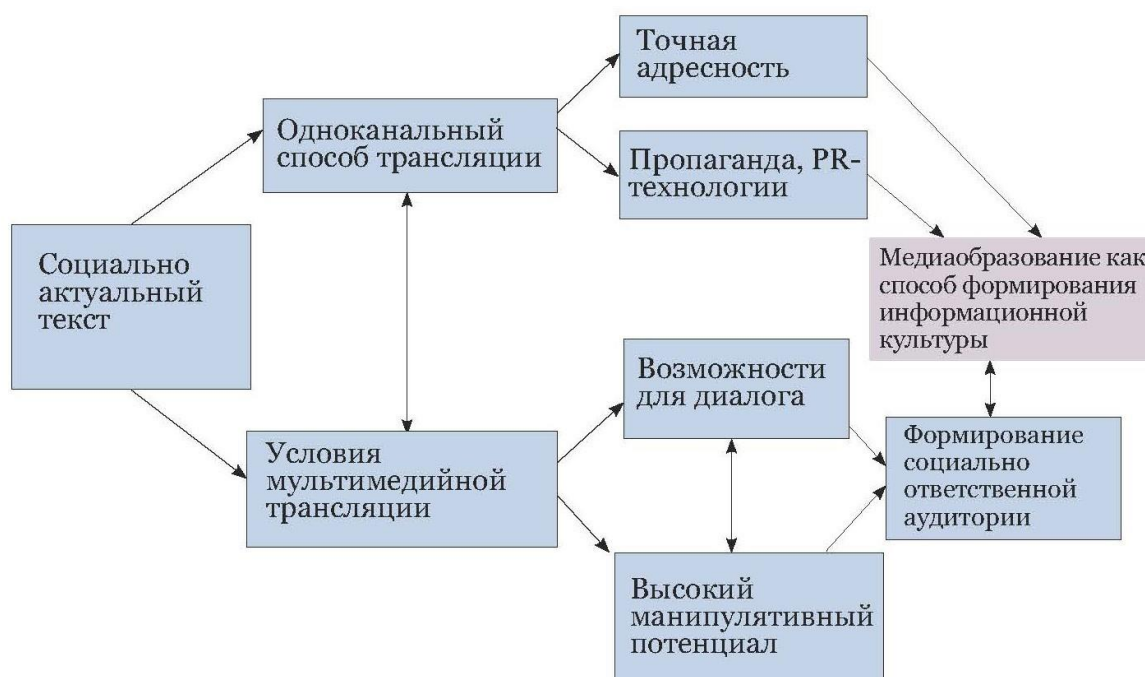 Точная
адресность
Одноканальный
способ трансляции
Пропаганда, PR-
технологии
Социально
актуальный
текст
Медиаобразование как
способ формирования
информационной
культуры
Возможности
для диалога
Условия
мультимедийной
трансляции
Формирование
социально
ответственной
аудитории
Высокий
манипулятивный
потенциал